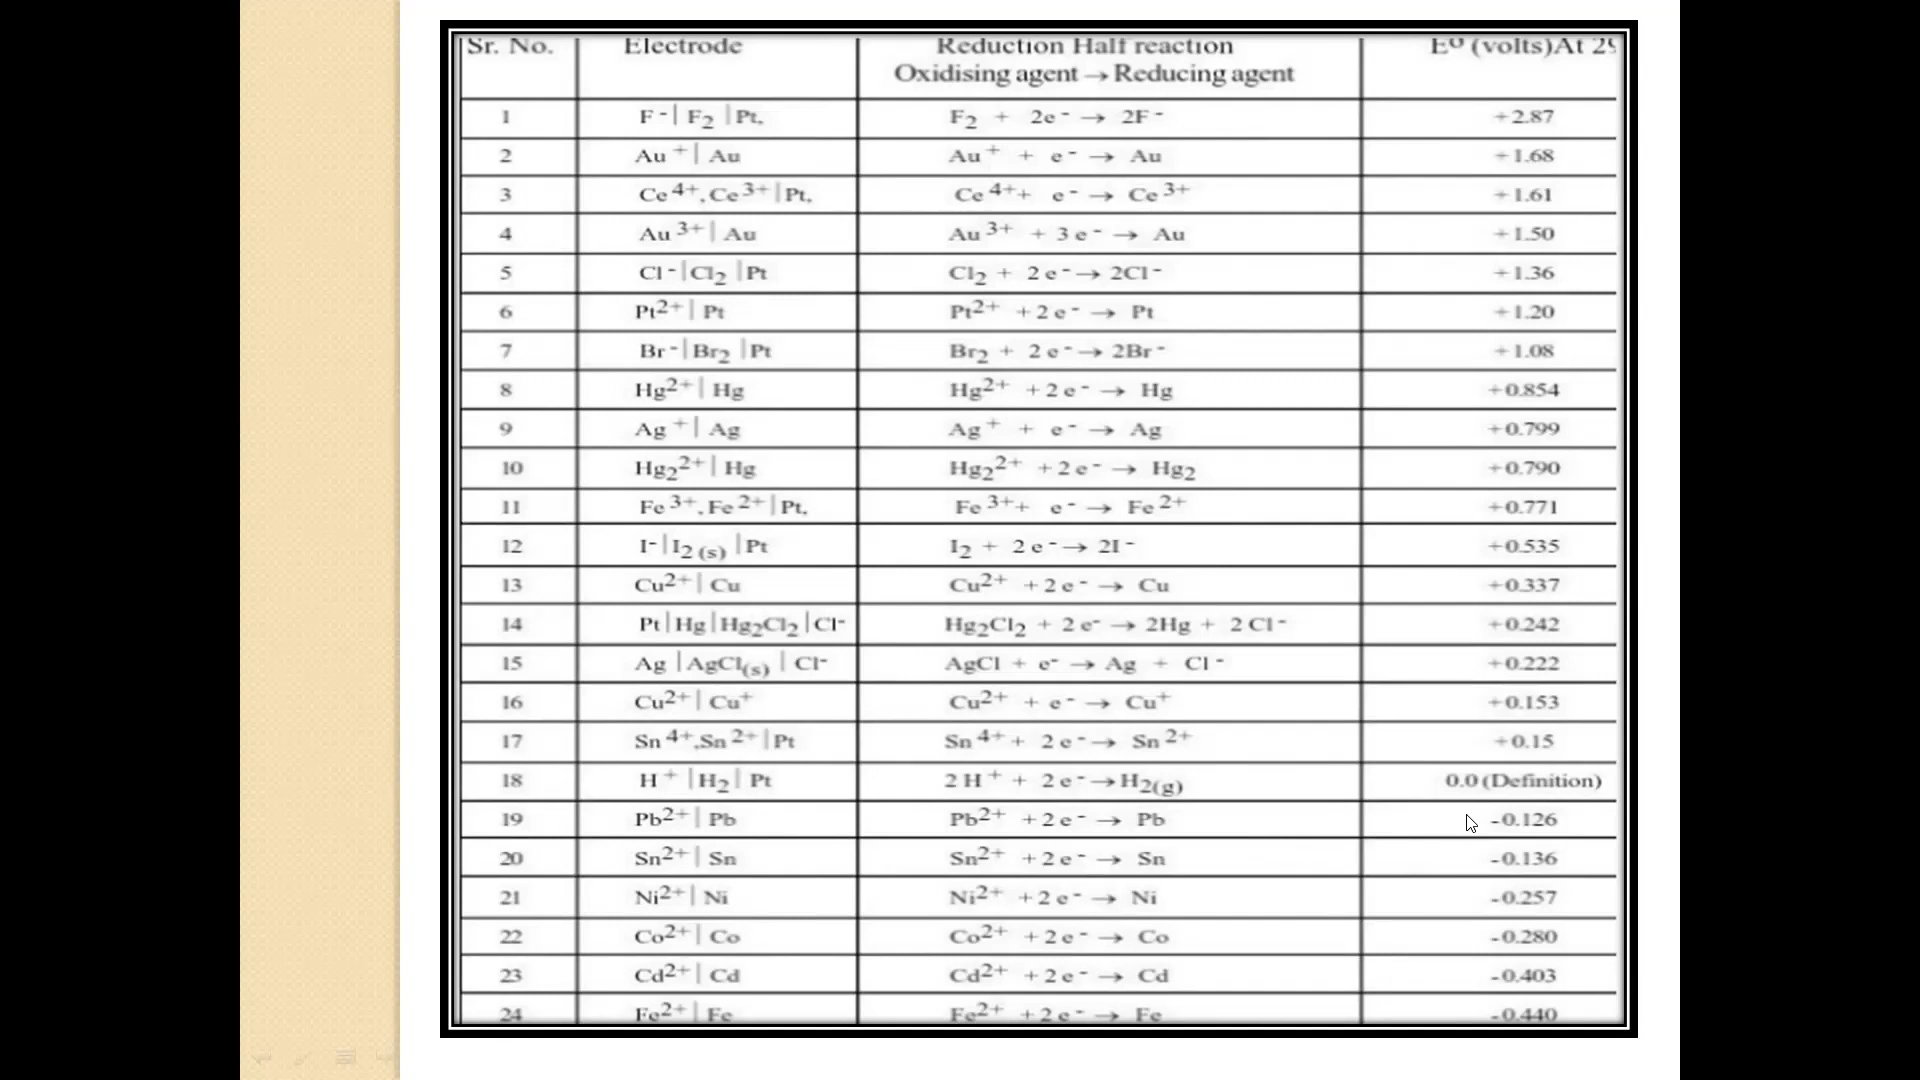 Sr. No. Electrode Reduction Half reaction E⁰ (volts)At 29
Oxidising agent → Reducing agent
1 F⁻| F₂ |Pt, F₂ + 2e⁻ → 2F⁻ +2.87
2 Au⁺| Au Au⁺ + e⁻ → Au +1.68
3 Ce⁴⁺,Ce³⁺|Pt, Ce⁴⁺+ e⁻ → Ce³⁺ +1.61
4 Au³⁺| Au Au³⁺ + 3e⁻ → Au +1.50
5 Cl⁻|Cl₂ |Pt Cl₂ + 2e⁻→ 2Cl⁻ +1.36
6 Pt²⁺| Pt Pt²⁺ +2e⁻ → Pt +1.20
7 Br⁻|Br₂ |Pt Br₂ + 2e⁻→ 2Br⁻ +1.08
8 Hg²⁺| Hg Hg²⁺ +2e⁻ → Hg +0.854
9 Ag⁺| Ag Ag⁺ + e⁻ → Ag +0.799
10 Hg₂²⁺| Hg Hg₂²⁺ +2e⁻ → Hg₂ +0.790
11 Fe³⁺,Fe²⁺|Pt, Fe³⁺+ e⁻ → Fe²⁺ +0.771
12 I⁻|I₂(s) |Pt I₂ + 2e⁻→ 2I⁻ +0.535
13 Cu²⁺| Cu Cu²⁺ +2e⁻ → Cu +0.337
14 Pt|Hg|Hg₂Cl₂|Cl⁻ Hg₂Cl₂ + 2e⁻ → 2Hg + 2Cl⁻ +0.242
15 Ag |AgCl(s) | Cl⁻ AgCl + e⁻ → Ag + Cl⁻ +0.222
16 Cu²⁺| Cu⁺ Cu²⁺ + e⁻ → Cu⁺ +0.153
17 Sn⁴⁺,Sn²⁺|Pt Sn⁴⁺+ 2e⁻→ Sn²⁺ +0.15
18 H⁺ |H₂| Pt 2H⁺ + 2e⁻→H₂(g) 0.0(Definition)
19 Pb²⁺| Pb Pb²⁺ +2e⁻ → Pb -0.126
20 Sn²⁺| Sn Sn²⁺ +2e⁻ → Sn -0.136
21 Ni²⁺| Ni Ni²⁺ +2e⁻ → Ni -0.257
22 Co²⁺| Co Co²⁺ +2e⁻ → Co -0.280
23 Cd²⁺| Cd Cd²⁺ +2e⁻ → Cd -0.403
24 Fe²⁺| Fe Fe²⁺ +2e⁻ → Fe -0.440